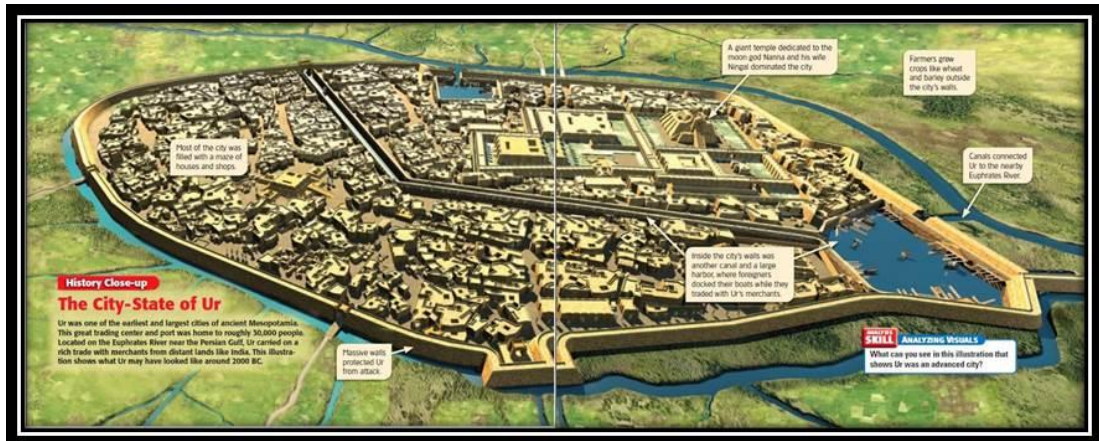 A giant temple dedicated to the
moon god Nanna and his wife
Ningal dominated the city.
Farmers grew
crops like wheat
and barley outside
the city's walls.
Most of the city was
filled with a maze of
houses and shops.
Canals connected
Ur to the nearby
Euphrates River.
Inside the city's walls was
another canal and a large
harbor, where foreigners
docked their boats while they
traded with Ur's merchants.
History Close-up
The City-State of Ur
Ur was one of the earliest and largest cities of ancient Mesopotamia.
This great trading center and port was home to roughly 30,000 people.
Located on the Euphrates River near the Persian Gulf, Ur carried on a
rich trade with merchants from distant lands like India. This illustra-
tion shows what Ur may have looked like around 2000 BC.
Massive walls
protected Ur
from attack.
ANALYSIS
SKILL ANALYZING VISUALS
What can you see in this illustration that
shows Ur was an advanced city?